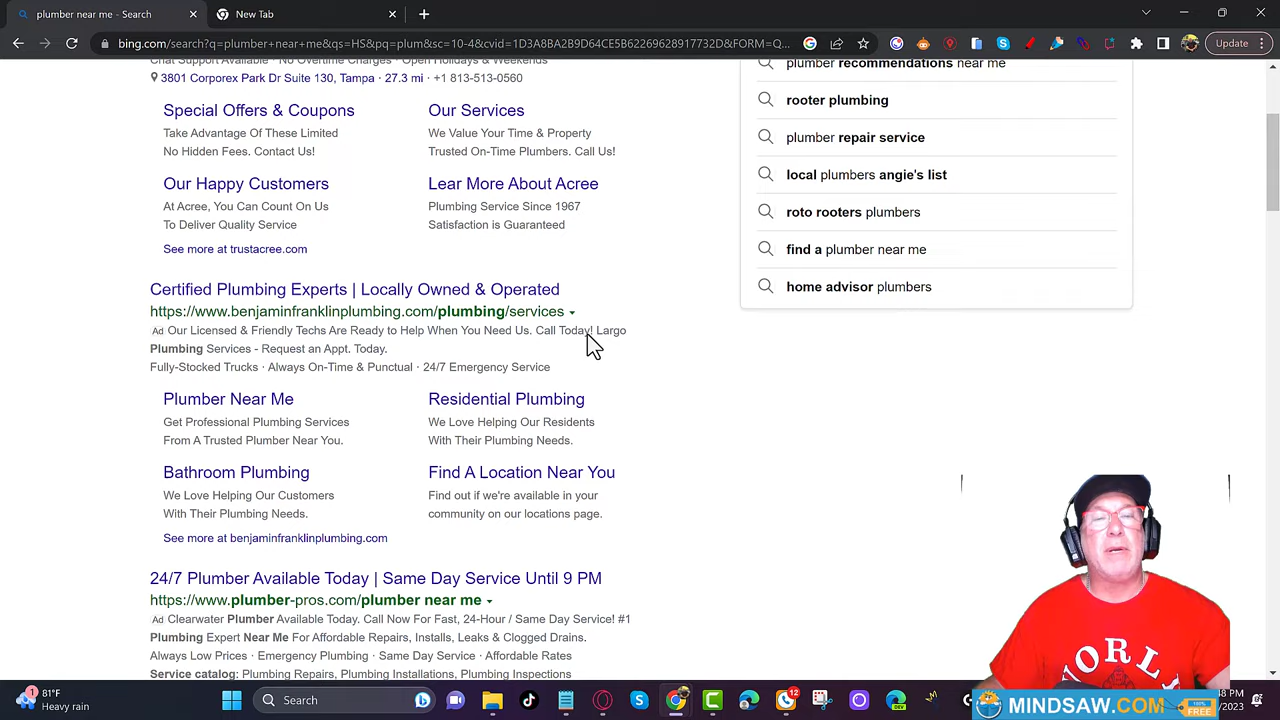 plumber near me - Search
New Tab
bing.com/search?q=plumber+near+me&qs=HS&pq=plum&sc=10-4&cvid=1D3A8BA2B9D64CE5B62269628917732D&FORM=Q...
Update
Chat Support Available · No Overtime Charges · Open Holidays & Weekends
3801 Corporex Park Dr Suite 130, Tampa · 27.3 mi · +1 813-513-0560
Special Offers & Coupons
Take Advantage Of These Limited
No Hidden Fees. Contact Us!
Our Services
We Value Your Time & Property
Trusted On-Time Plumbers. Call Us!
Our Happy Customers
At Acree, You Can Count On Us
To Deliver Quality Service
Lear More About Acree
Plumbing Service Since 1967
Satisfaction is Guaranteed
See more at trustacree.com
Certified Plumbing Experts | Locally Owned & Operated
https://www.benjaminfranklinplumbing.com/plumbing/services
Ad Our Licensed & Friendly Techs Are Ready to Help When You Need Us. Call Today! Largo
Plumbing Services - Request an Appt. Today.
Fully-Stocked Trucks · Always On-Time & Punctual · 24/7 Emergency Service
Plumber Near Me
Get Professional Plumbing Services
From A Trusted Plumber Near You.
Residential Plumbing
We Love Helping Our Residents
With Their Plumbing Needs.
Bathroom Plumbing
We Love Helping Our Customers
With Their Plumbing Needs.
Find A Location Near You
Find out if we're available in your
community on our locations page.
See more at benjaminfranklinplumbing.com
24/7 Plumber Available Today | Same Day Service Until 9 PM
https://www.plumber-pros.com/plumber near me
Ad Clearwater Plumber Available Today. Call Now For Fast, 24-Hour / Same Day Service! #1
Plumbing Expert Near Me For Affordable Repairs, Installs, Leaks & Clogged Drains.
Always Low Prices · Emergency Plumbing · Same Day Service · Affordable Rates
Service catalog: Plumbing Repairs, Plumbing Installations, Plumbing Inspections
plumber recommendations near me
rooter plumbing
plumber repair service
local plumbers angie's list
roto rooters plumbers
find a plumber near me
home advisor plumbers
WORL
1
81°F
Heavy rain
Search
12
DEV
MINDSAW.COM
100%
FREE